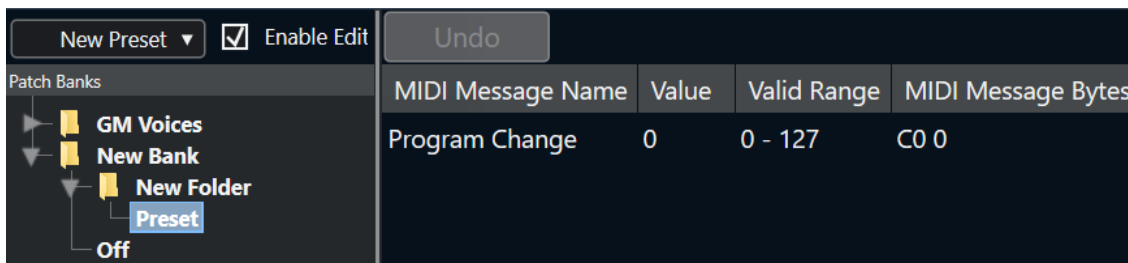 New Preset ▼ Enable Edit Undo
Patch Banks
MIDI Message Name Value Valid Range MIDI Message Bytes
GM Voices
Program Change 0 0 - 127 C0 0
New Bank
New Folder
Preset
Off